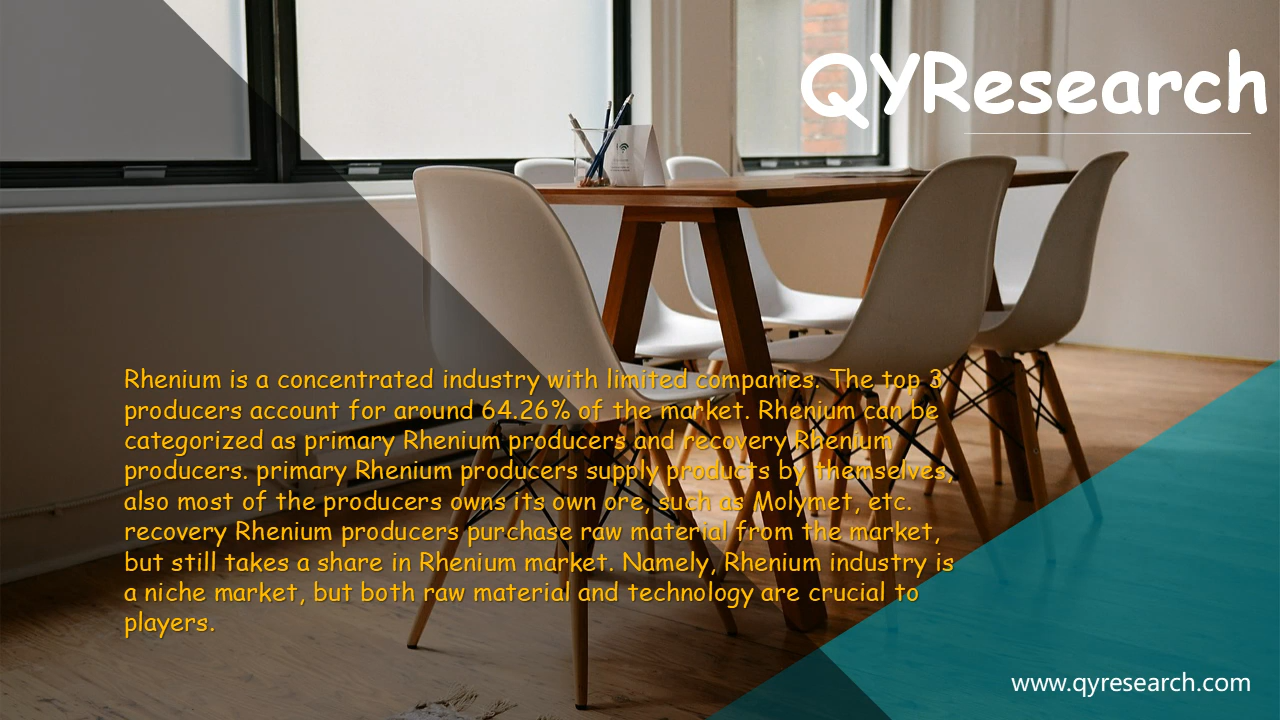 QYResearch
Rhenium is a concentrated industry with limited companies. The top 3
producers account for around 64.26% of the market. Rhenium can be
categorized as primary Rhenium producers and recovery Rhenium
producers. primary Rhenium producers supply products by themselves,
also most of the producers owns its own ore, such as Molymet, etc.
recovery Rhenium producers purchase raw material from the market,
but still takes a share in Rhenium market. Namely, Rhenium industry is
a niche market, but both raw material and technology are crucial to
players.
www.qyresearch.com